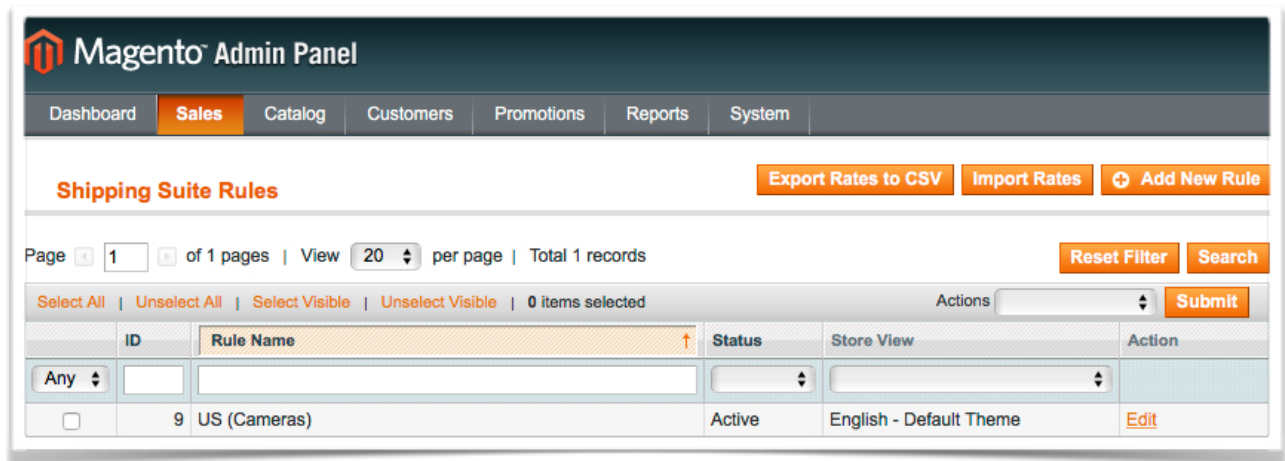 Magento™ Admin Panel
Dashboard Sales Catalog Customers Promotions Reports System
Shipping Suite Rules Export Rates to CSV Import Rates Add New Rule
Page 1 of 1 pages | View 20 per page | Total 1 records Reset Filter Search
Select All | Unselect All | Select Visible | Unselect Visible | 0 items selected Actions Submit
ID Rule Name Status Store View Action
Any
9 US (Cameras) Active English - Default Theme Edit